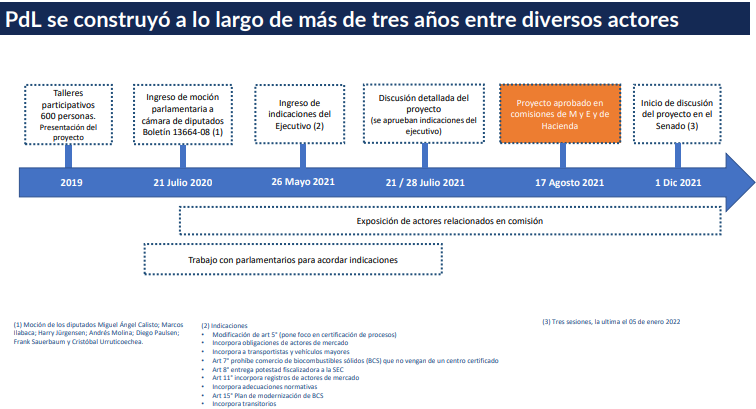 PdL se construyó a lo largo de más de tres años entre diversos actores
Talleres
participativos
600 personas.
Presentación del
proyecto
Ingreso de
moción
parlamentaria a
cámara de diputados
Boletín 13664-08 (1)
Ingreso de
indicaciones del
Ejecutivo (2)
Discusión detallada del
proyecto
(se aprueban indicaciones del
ejecutivo)
Proyecto aprobado en
comisiones de M y E y de
Hacienda
Inicio de discusión
del proyecto en el
Senado (3)
2019
21 Julio 2020
26 Mayo 2021
21 / 28 Julio 2021
17 Agosto 2021
1 Dic 2021
Exposición de actores relacionados en comisión
Trabajo con parlamentarios para acordar indicaciones
(1) Moción de los diputados Miguel Ángel Calisto; Marcos
Ilabaca; Harry Jürgensen; Andrés Molina; Diego Paulsen;
Frank Sauerbaum y Cristóbal Urruticoechea.
(2) Indicaciones
• Modificación de art 5° (pone foco en certificación de procesos)
• Incorpora obligaciones de actores de mercado
• Incorpora a transportistas y vehículos mayores
• Art 7° prohíbe comercio de biocombustibles sólidos (BCS) que no vengan de un centro certificado
• Art 8° entrega potestad fiscalizadora a la SEC
• Art 11° incorpora registros de actores de mercado
• Incorpora adecuaciones normativas
• Art 15° Plan de modernización de BCS
• Incorpora transitorios
(3) Tres sesiones, la ultima el 05 de enero 2022